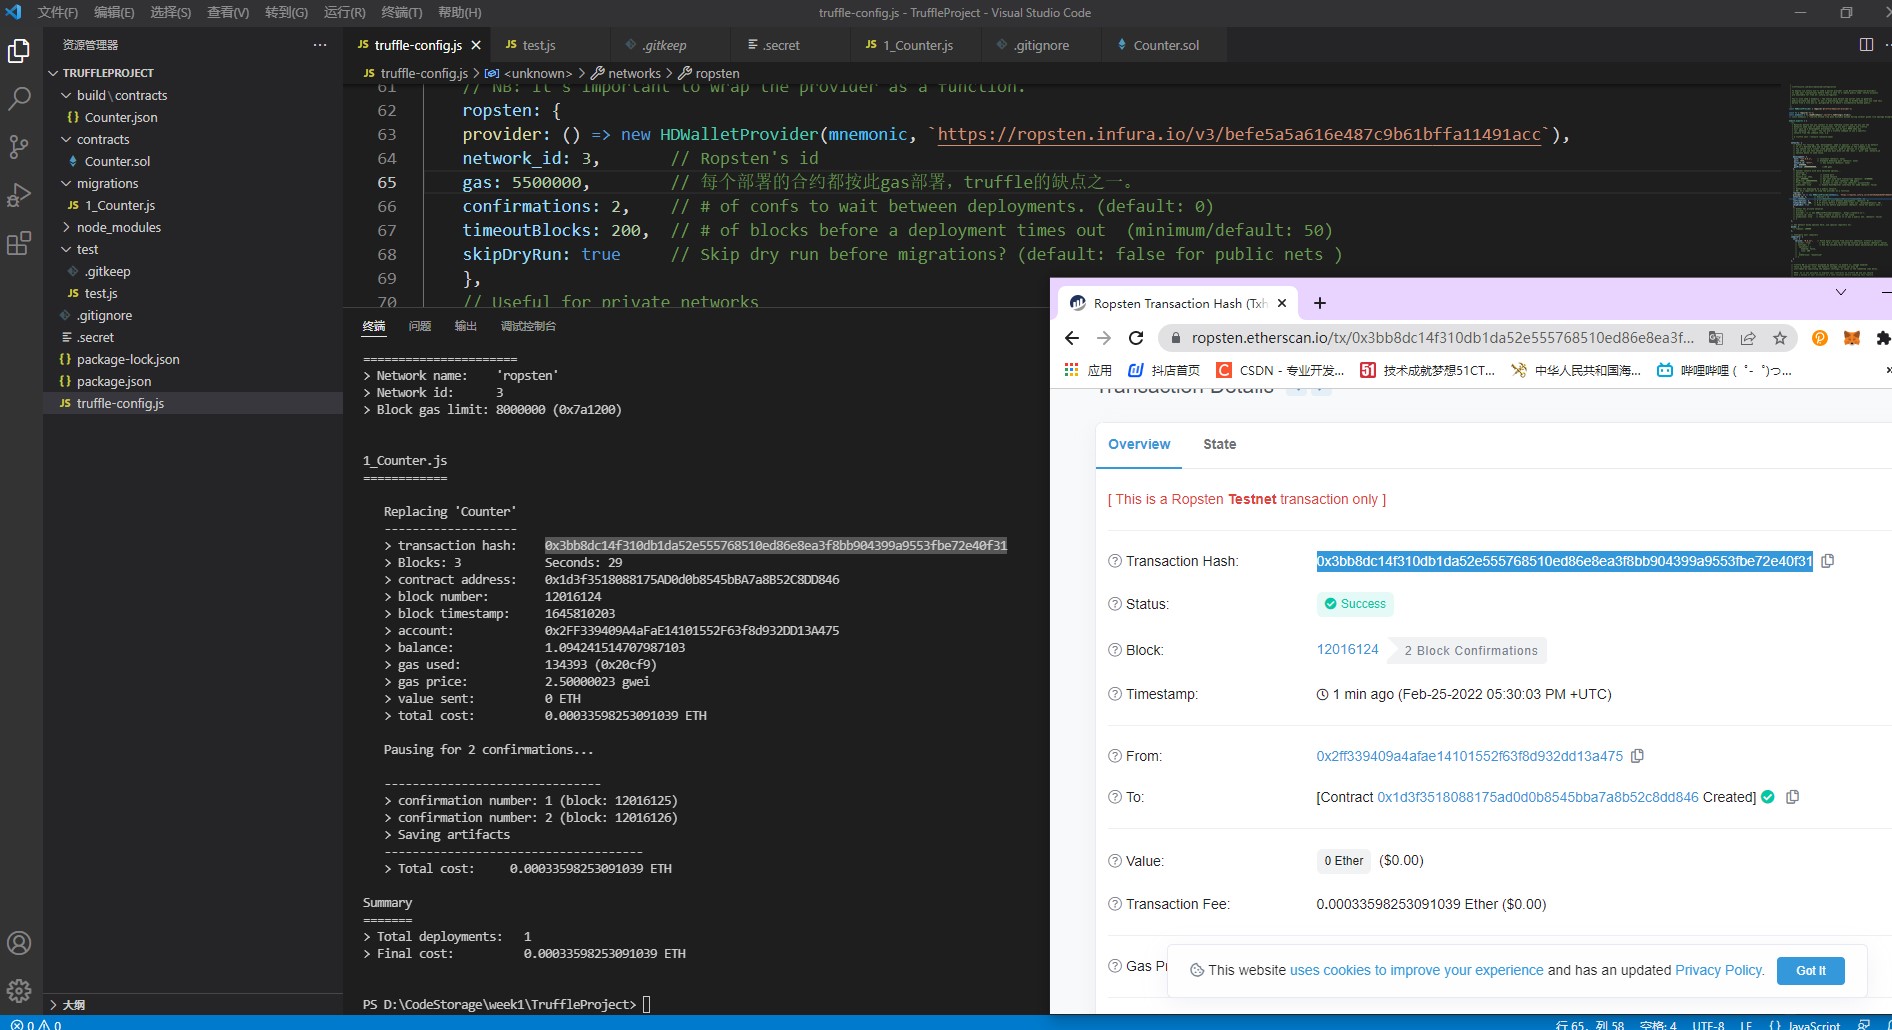 文件(F) 编辑(E) 选择(S) 查看(V) 转到(G) 运行(R) 终端(T) 帮助(H)
truffle-config.js - TruffleProject - Visual Studio Code
资源管理器
TRUFFLEPROJECT
build\contracts
{} Counter.json
contracts
Counter.sol
migrations
JS 1_Counter.js
node_modules
test
.gitkeep
JS test.js
.gitignore
.secret
{} package-lock.json
{} package.json
JS truffle-config.js
大纲
JS truffle-config.js
JS test.js
.gitkeep
.secret
JS 1_Counter.js
.gitignore
Counter.sol
JS truffle-config.js > <unknown> > networks > ropsten
61 // NB: It's important to wrap the provider as a function.
62 ropsten: {
63 provider: () => new HDWalletProvider(mnemonic, `https://ropsten.infura.io/v3/befe5a5a616e487c9b61bffa11491acc`),
64 network_id: 3, // Ropsten's id
65 gas: 5500000, // 每个部署的合约都按此gas部署，truffle的缺点之一。
66 confirmations: 2, // # of confs to wait between deployments. (default: 0)
67 timeoutBlocks: 200, // # of blocks before a deployment times out (minimum/default: 50)
68 skipDryRun: true // Skip dry run before migrations? (default: false for public nets )
69 },
70 // Useful for private networks
终端 问题 输出 调试控制台
======================
> Network name: 'ropsten'
> Network id: 3
> Block gas limit: 8000000 (0x7a1200)
1_Counter.js
============
Replacing 'Counter'
-------------------
> transaction hash: 0x3bb8dc14f310db1da52e555768510ed86e8ea3f8bb904399a9553fbe72e40f31
> Blocks: 3 Seconds: 29
> contract address: 0x1d3f3518088175AD0d0b8545bBA7a8B52C8DD846
> block number: 12016124
> block timestamp: 1645810203
> account: 0x2FF339409A4aFaE14101552F63f8d932DD13A475
> balance: 1.094241514707987103
> gas used: 134393 (0x20cf9)
> gas price: 2.50000023 gwei
> value sent: 0 ETH
> total cost: 0.00033598253091039 ETH
Pausing for 2 confirmations...
-------------------------------
> confirmation number: 1 (block: 12016125)
> confirmation number: 2 (block: 12016126)
> Saving artifacts
-------------------------------------
> Total cost: 0.00033598253091039 ETH
Summary
=======
> Total deployments: 1
> Final cost: 0.00033598253091039 ETH
PS D:\CodeStorage\week1\TruffleProject>
Ropsten Transaction Hash (Txh
ropsten.etherscan.io/tx/0x3bb8dc14f310db1da52e555768510ed86e8ea3f...
应用 抖店首页 CSDN - 专业开发... 技术成就梦想51CT... 中华人民共和国海... 哔哩哔哩 ( ゜- ゜)つ...
Transaction Details
Overview State
[ This is a Ropsten Testnet transaction only ]
Transaction Hash: 0x3bb8dc14f310db1da52e555768510ed86e8ea3f8bb904399a9553fbe72e40f31
Status: Success
Block: 12016124 2 Block Confirmations
Timestamp: 1 min ago (Feb-25-2022 05:30:03 PM +UTC)
From: 0x2ff339409a4afae14101552f63f8d932dd13a475
To: [Contract 0x1d3f3518088175ad0d0b8545bba7a8b52c8dd846 Created]
Value: 0 Ether ($0.00)
Transaction Fee: 0.00033598253091039 Ether ($0.00)
Gas Pr
This website uses cookies to improve your experience and has an updated Privacy Policy. Got It
0 0 行 65，列 58 空格: 4 UTF-8 LF {} JavaScript